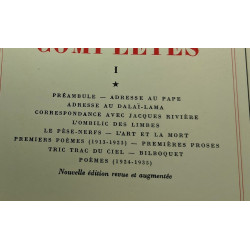 COMPLÈTES
I
★
PRÉAMBULE — ADRESSE AU PAPE
ADRESSE AU DALAÏ-LAMA
CORRESPONDANCE AVEC JACQUES RIVIÈRE
L'OMBILIC DES LIMBES
LE PÈSE-NERFS — L'ART ET LA MORT
PREMIERS POÈMES (1913-1923) — PREMIÈRES PROSES
TRIC TRAC DU CIEL — BILBOQUET
POÈMES (1924-1935)
Nouvelle édition revue et augmentée